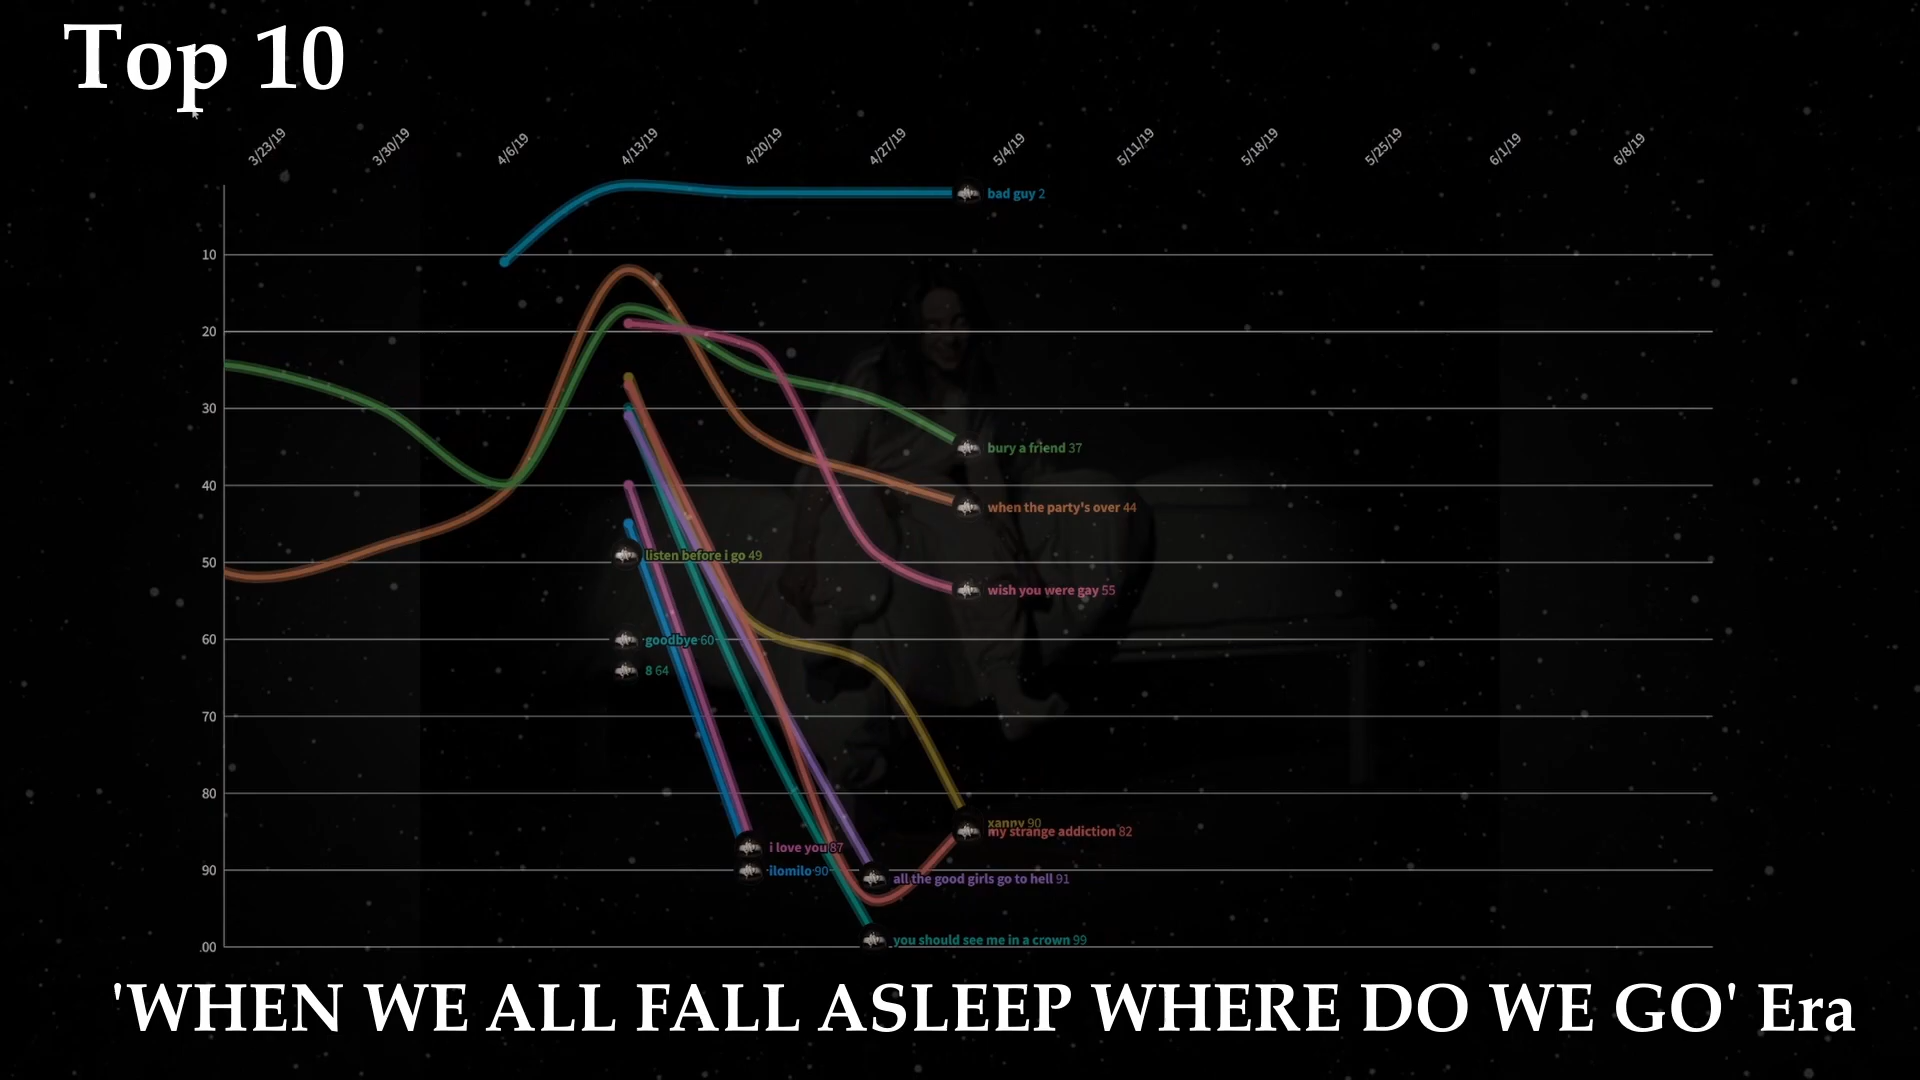 Top 10
3/23/19
3/30/19
4/6/19
4/13/19
4/20/19
4/27/19
5/4/19
5/11/19
5/18/19
5/25/19
6/1/19
6/8/19
bad guy 2
10
20
30
bury a friend 37
40
when the party's over 44
50
listen before i go 49
wish you were gay 55
60
goodbye 60
8 64
70
80
xanny 90
my strange addiction 82
i love you 87
90
ilomilo 90
all the good girls go to hell 91
you should see me in a crown 99
00
'WHEN WE ALL FALL ASLEEP WHERE DO WE GO' Era